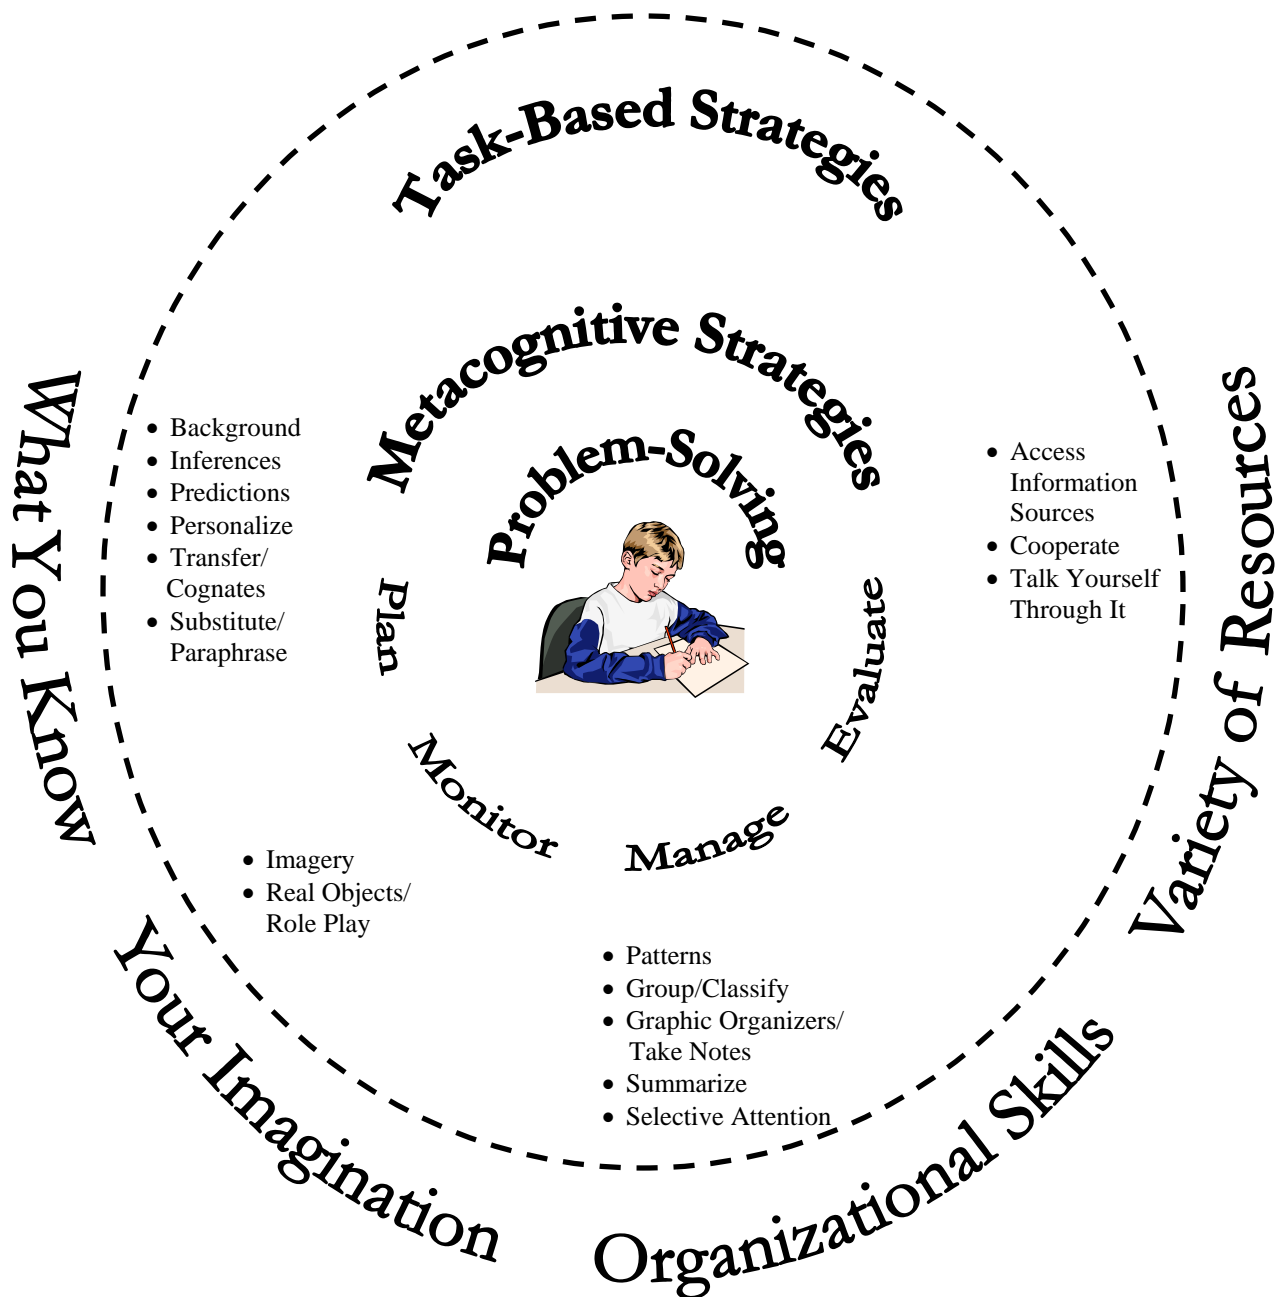 Task-Based Strategies
Metacognitive Strategies
Problem-Solving
Plan
Monitor
Manage
Evaluate
What You Know
• Background
• Inferences
• Predictions
• Personalize
• Transfer/
Cognates
• Substitute/
Paraphrase
Your Imagination
• Imagery
• Real Objects/
Role Play
Organizational Skills
• Patterns
• Group/Classify
• Graphic Organizers/
Take Notes
• Summarize
• Selective Attention
Variety of Resources
• Access
Information
Sources
• Cooperate
• Talk Yourself
Through It